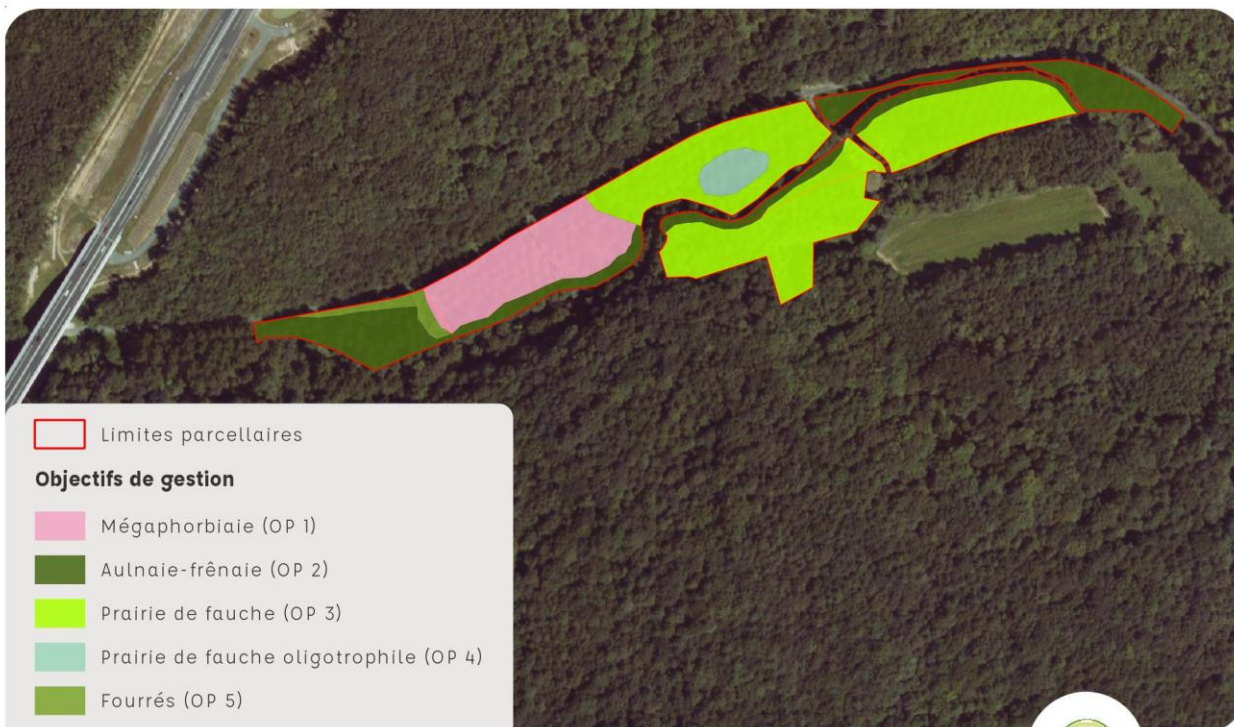 Limites parcellaires
Objectifs de gestion
Mégaphorbiaie (OP 1)
Aulnaie-frênaie (OP 2)
Prairie de fauche (OP 3)
Prairie de fauche oligotrophile (OP 4)
Fourrés (OP 5)